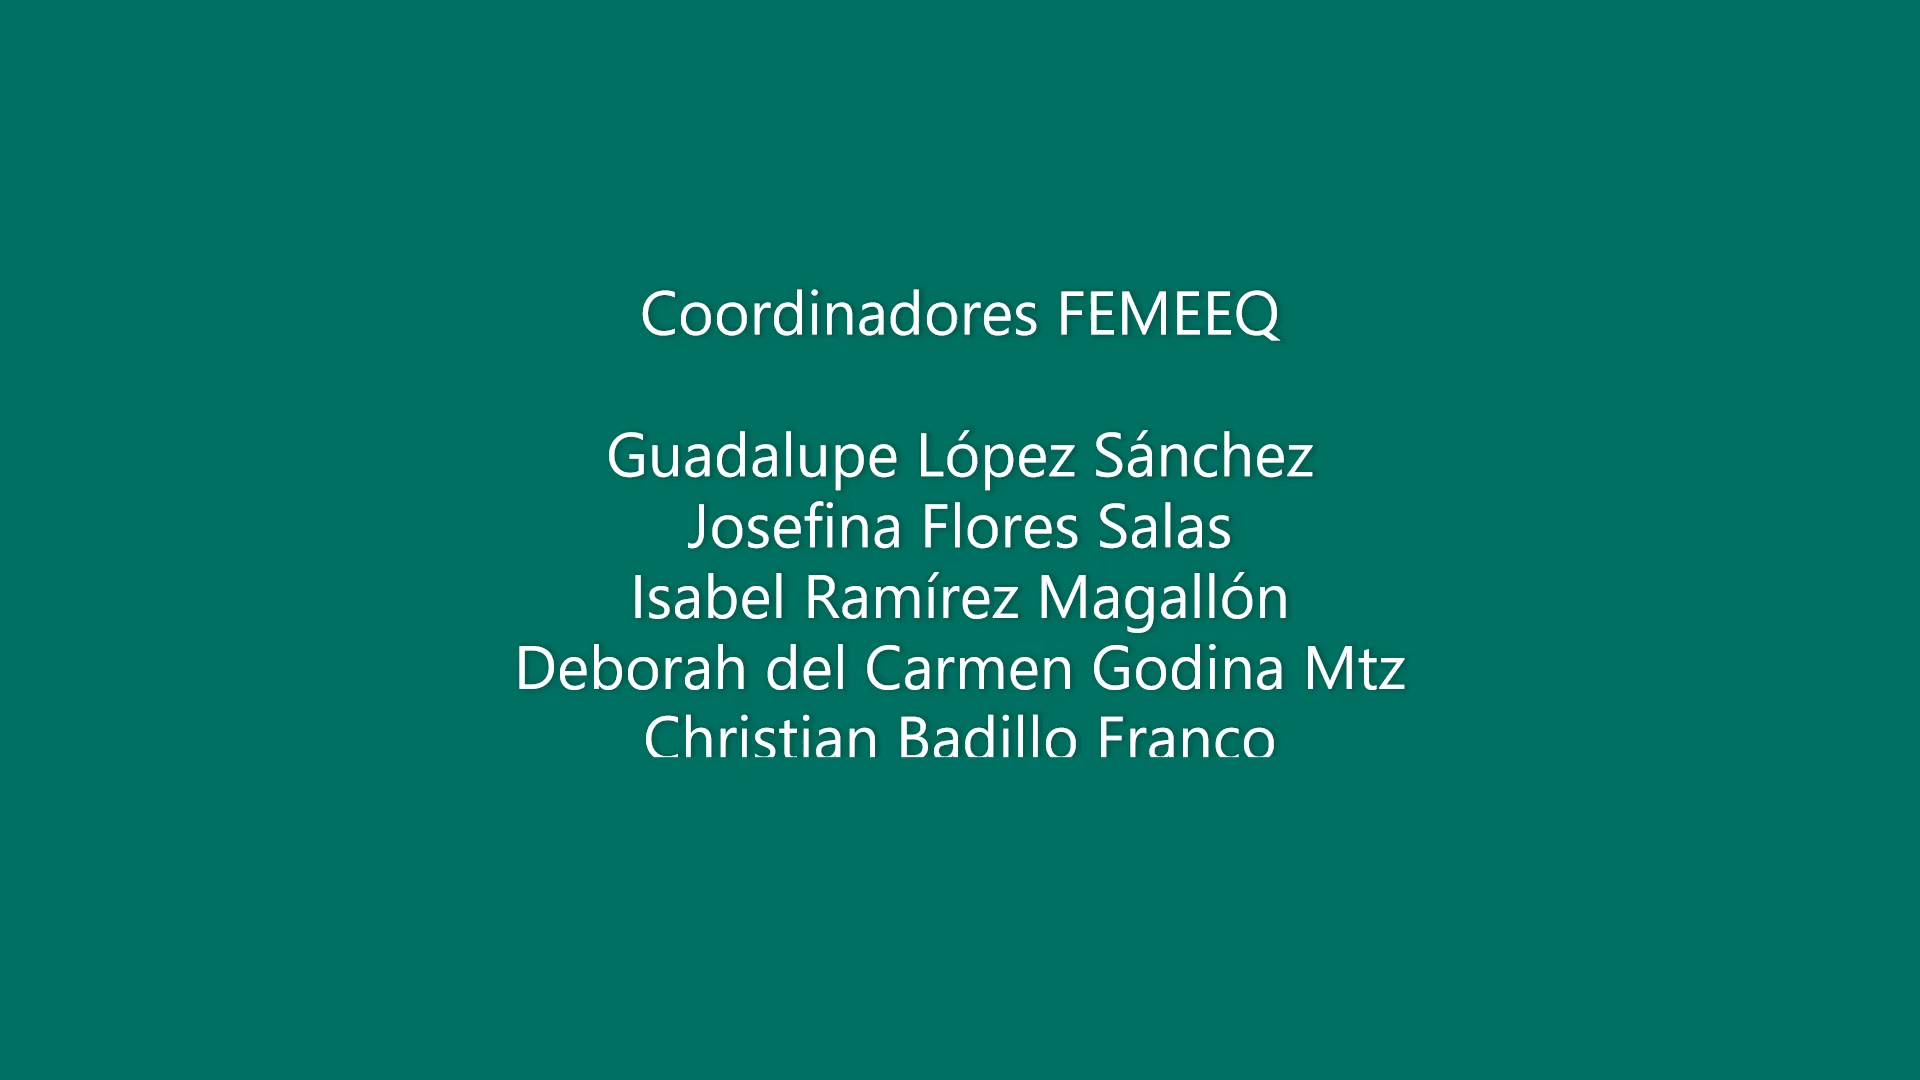 Coordinadores FEMEEQ
Guadalupe López Sánchez
Josefina Flores Salas
Isabel Ramírez Magallón
Deborah del Carmen Godina Mtz
Christian Badillo Franco